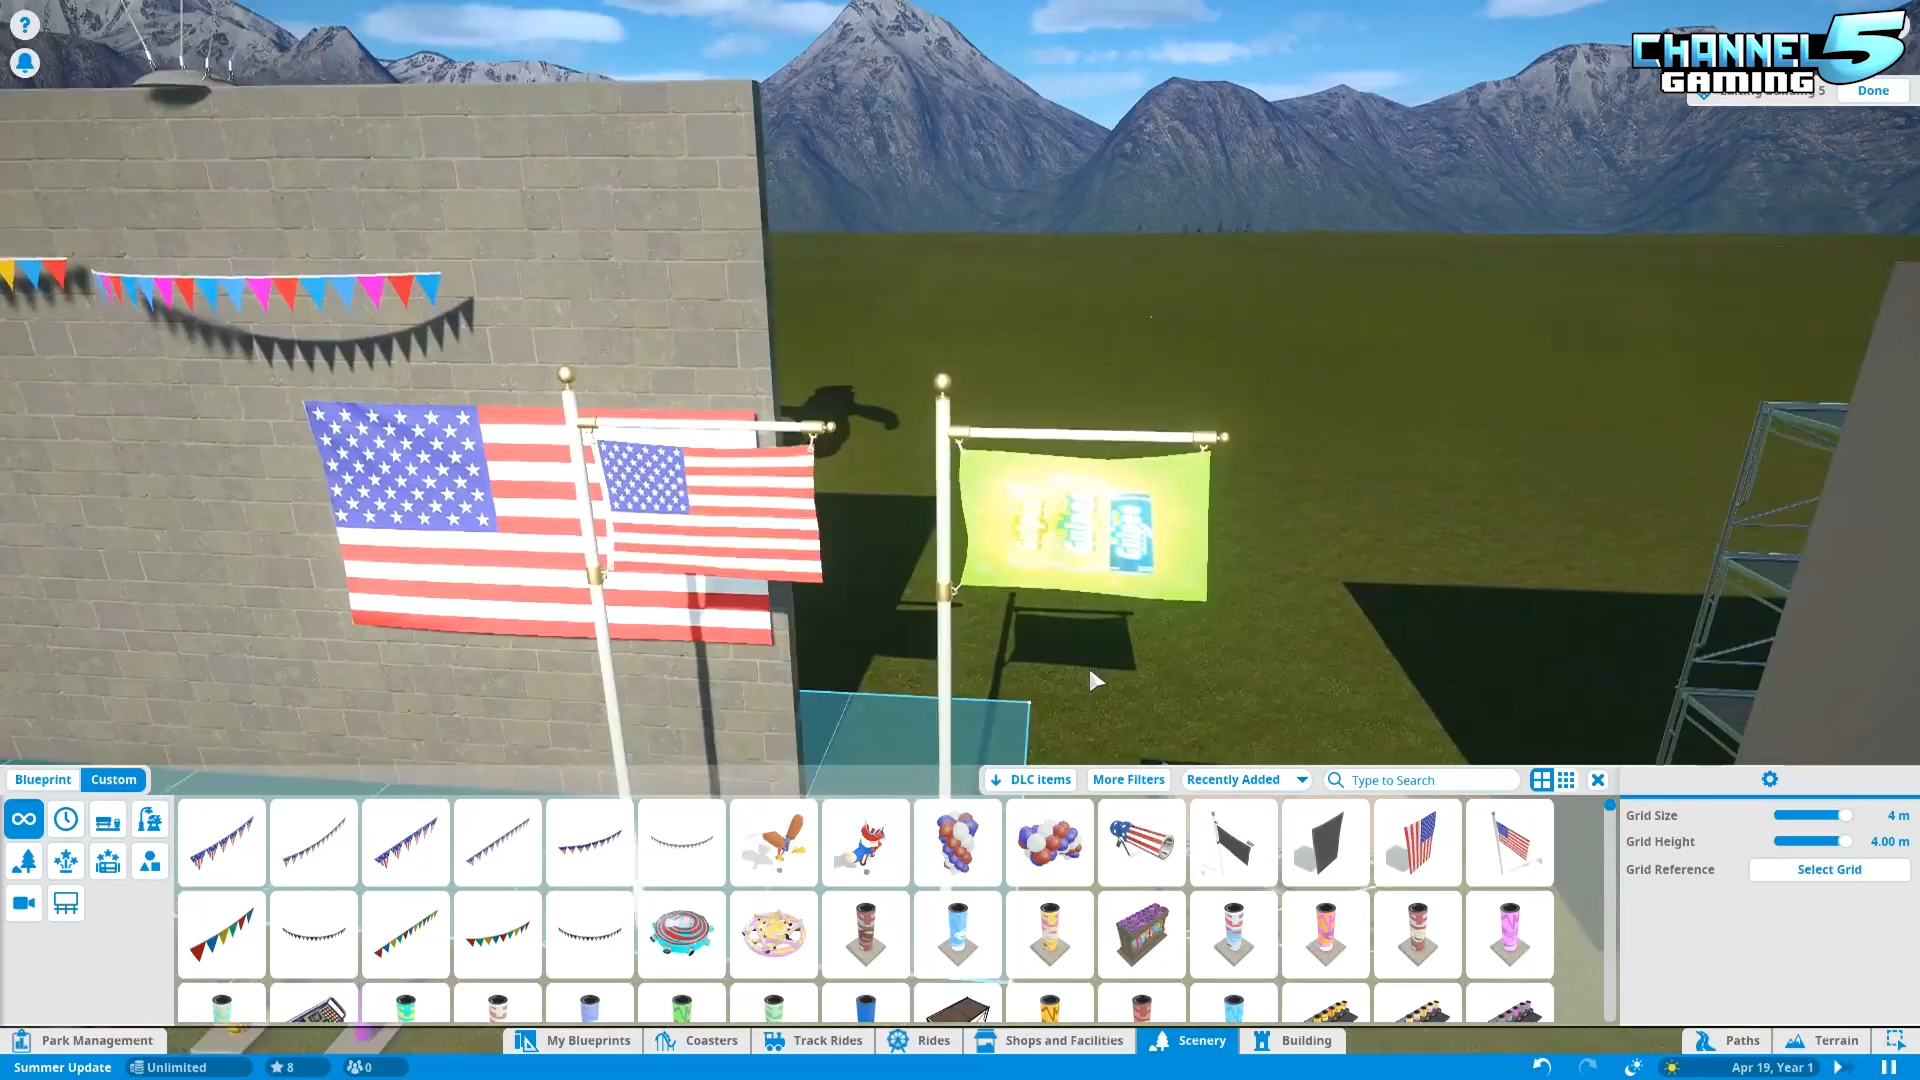 ?
CHANNEL 5
GAMING
Done
Gulpee
Blueprint
Custom
DLC items
More Filters
Recently Added
Type to Search
Grid Size
4 m
Grid Height
4.00 m
Grid Reference
Select Grid
Park Management
My Blueprints
Coasters
Track Rides
Rides
Shops and Facilities
Scenery
Building
Paths
Terrain
Summer Update
Unlimited
8
0
Apr 19, Year 1